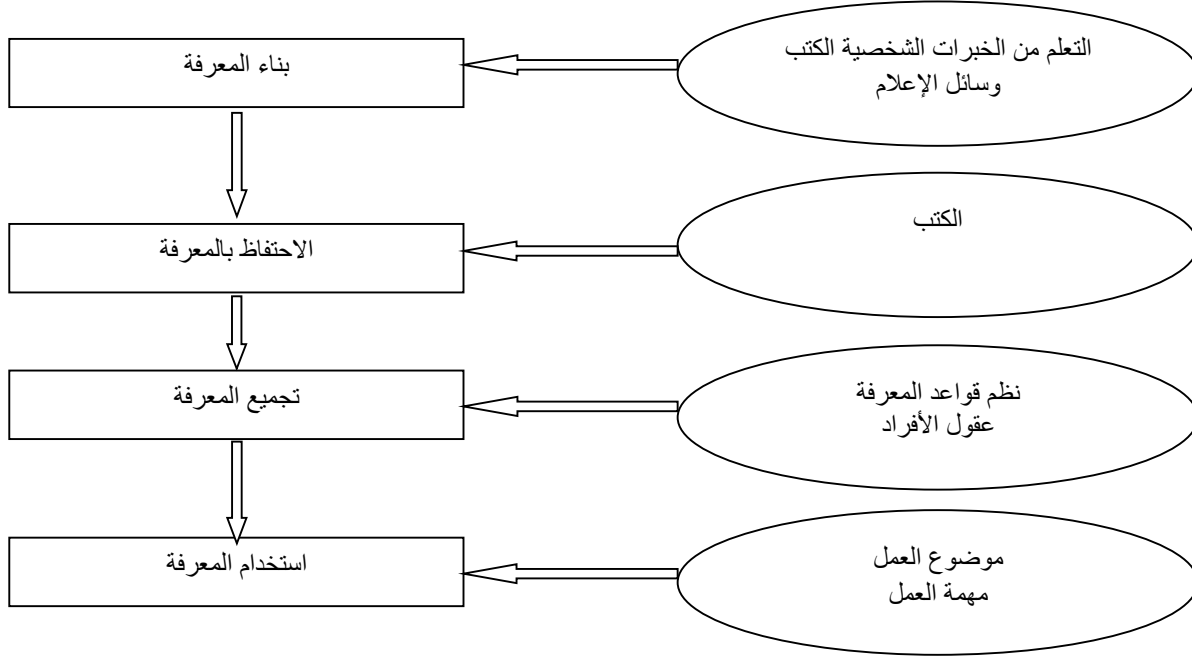 التعلم من الخبرات الشخصية الكتب
وسائل الإعلام
بناء المعرفة
الكتب
الاحتفاظ بالمعرفة
نظم قواعد المعرفة
عقول الأفراد
تجميع المعرفة
موضوع العمل
مهمة العمل
استخدام المعرفة